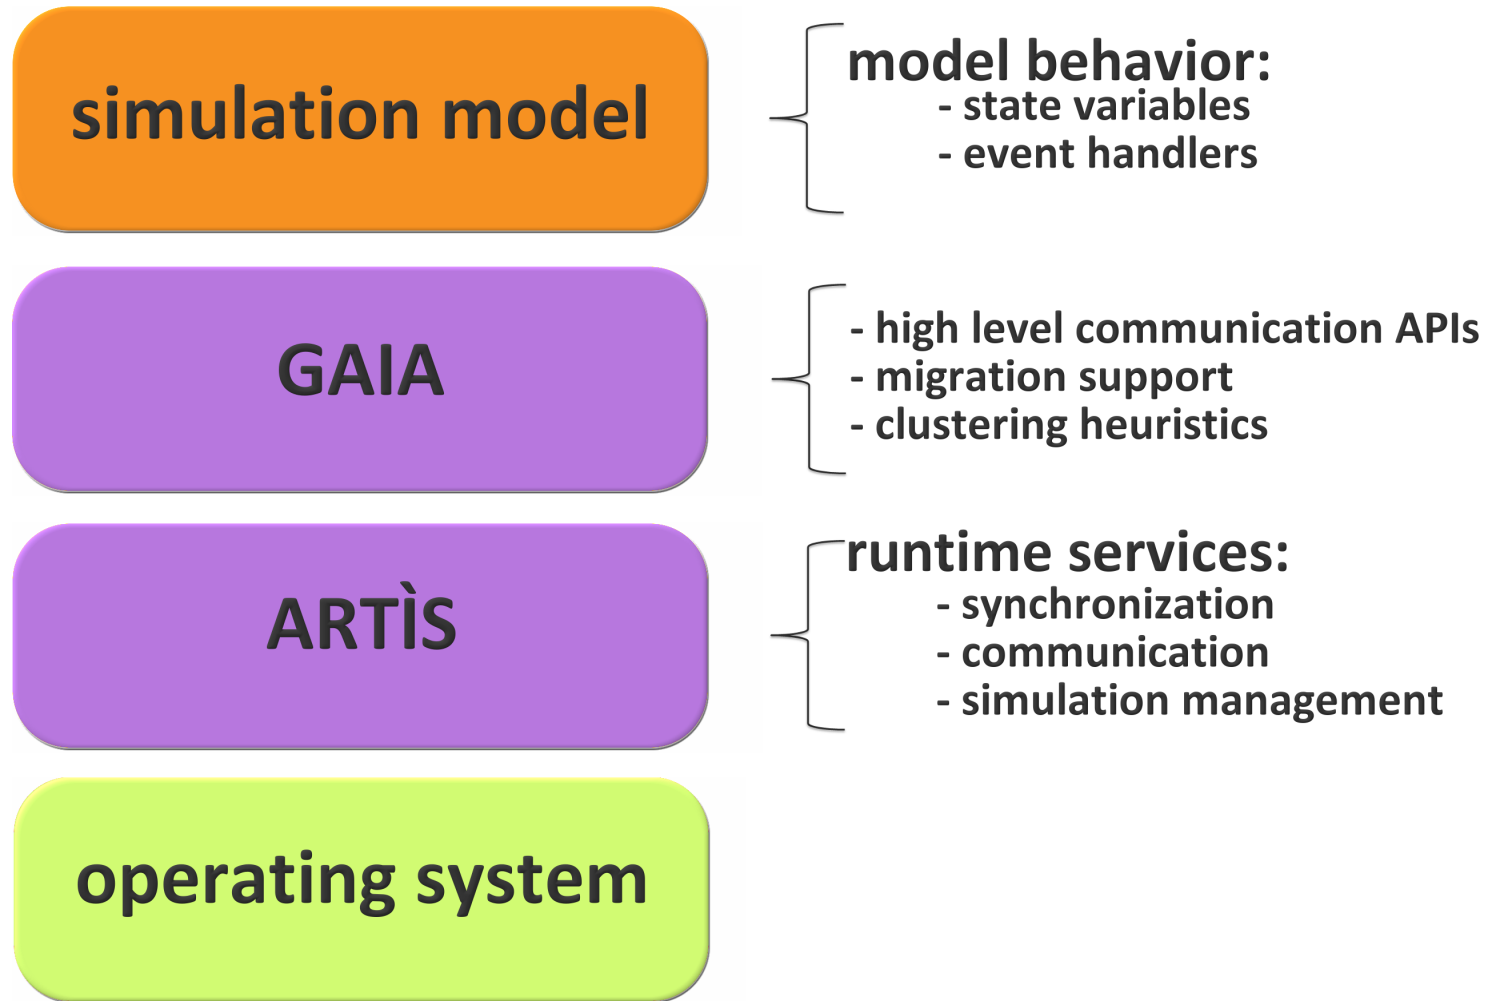 simulation model
model behavior:
- state variables
- event handlers
GAIA
- high level communication APIs
- migration support
- clustering heuristics
ARTÌS
runtime services:
- synchronization
- communication
- simulation management
operating system